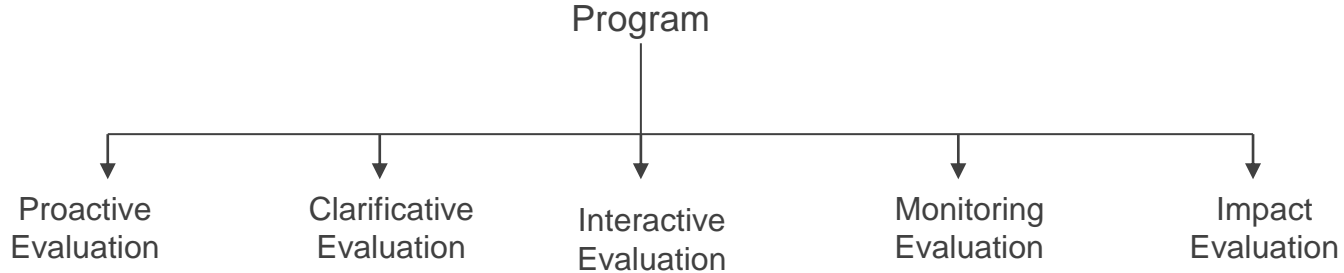 Program
Proactive
Evaluation
Clarificative
Evaluation
Interactive
Evaluation
Monitoring
Evaluation
Impact
Evaluation